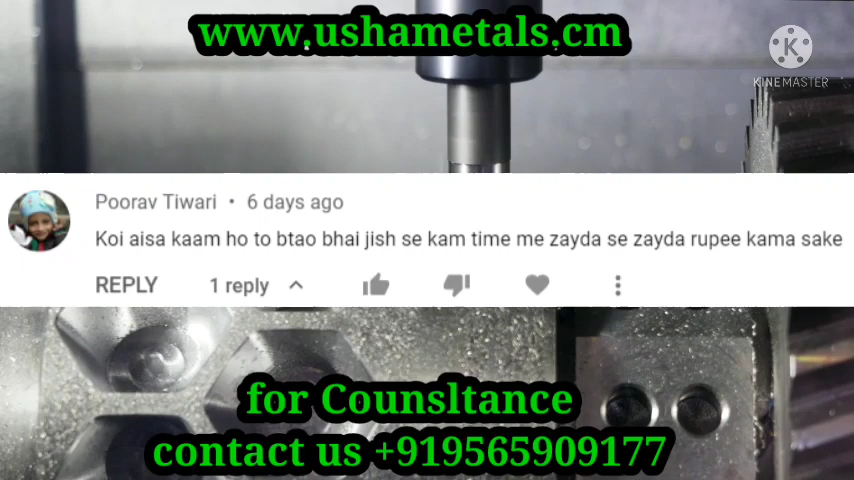 www.ushametals.cm
K
KINEMASTER
Poorav Tiwari • 6 days ago
Koi aisa kaam ho to btao bhai jish se kam time me zayda se zayda rupee kama sake
REPLY 1 reply
for Counsltance
contact us +919565909177